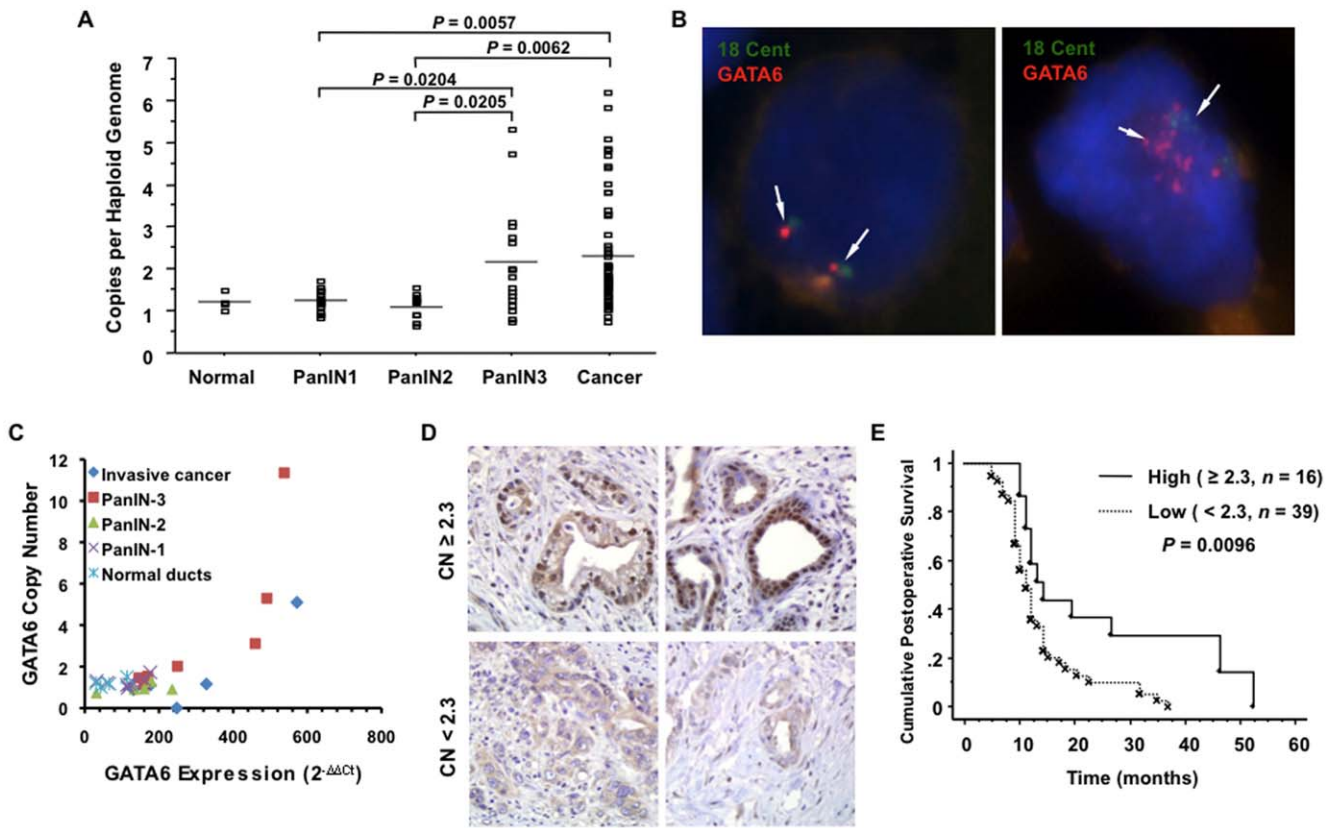 A
P = 0.0057
P = 0.0062
P = 0.0204
P = 0.0205
7
6
5
4
3
2
1
0
Copies per Haploid Genome
Normal PanIN1 PanIN2 PanIN3 Cancer
B
18 Cent
GATA6
18 Cent
GATA6
C
12
10
8
6
4
2
0
GATA6 Copy Number
Invasive cancer
PanIN-3
PanIN-2
PanIN-1
Normal ducts
0 200 400 600 800
GATA6 Expression (2-ΔΔCt)
D
CN ≥ 2.3
CN < 2.3
E
Cumulative Postoperative Survival
1
.8
.6
.4
.2
0
High ( ≥ 2.3, n = 16)
Low ( < 2.3, n = 39)
P = 0.0096
0 10 20 30 40 50 60
Time (months)